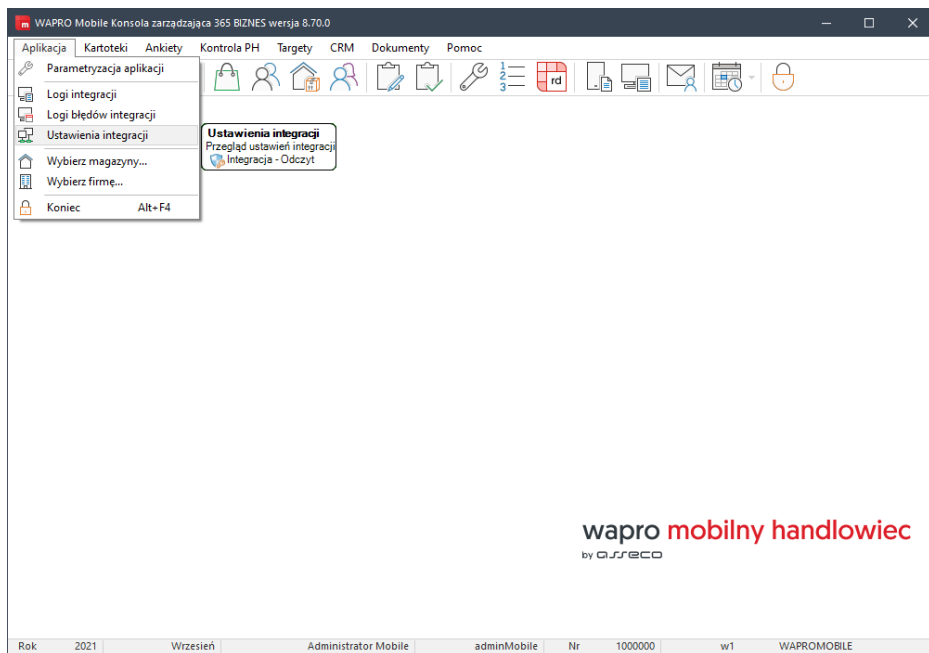 WAPRO Mobile Konsola zarządzająca 365 BIZNES wersja 8.70.0
Aplikacja Kartoteki Ankiety Kontrola PH Targety CRM Dokumenty Pomoc
Parametryzacja aplikacji
1
2
3
rd
Logi integracji
Logi błędów integracji
Ustawienia integracji
Ustawienia integracji
Przegląd ustawień integracji
Integracja - Odczyt
Wybierz magazyny...
Wybierz firmę...
Koniec Alt+F4
wapro mobilny handlowiec
by asseco
Rok 2021 Wrzesień Administrator Mobile adminMobile Nr 1000000 w1 WAPROMOBILE